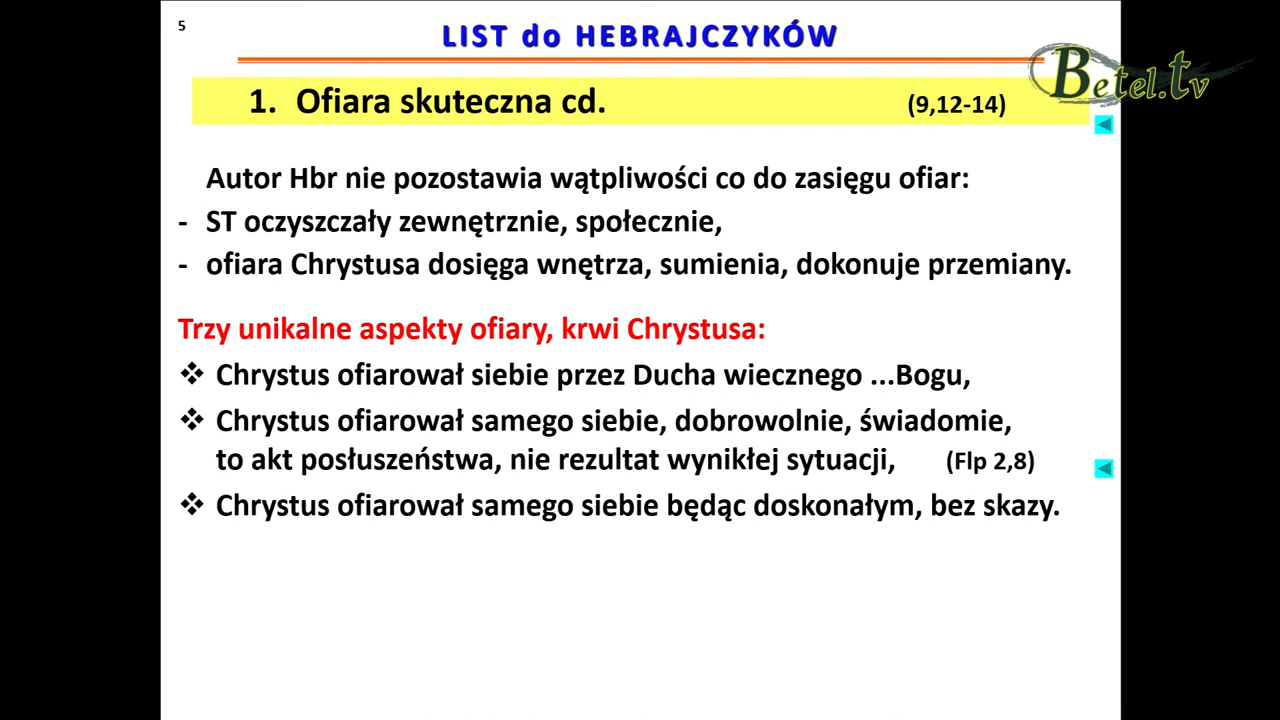 5
LIST do HEBRAJCZYKÓW
Betel.tv
1. Ofiara skuteczna cd. (9,12-14)
Autor Hbr nie pozostawia wątpliwości co do zasięgu ofiar:
- ST oczyszczały zewnętrznie, społecznie,
- ofiara Chrystusa dosięga wnętrza, sumienia, dokonuje przemiany.
Trzy unikalne aspekty ofiary, krwi Chrystusa:
❖ Chrystus ofiarował siebie przez Ducha wiecznego ...Bogu,
❖ Chrystus ofiarował samego siebie, dobrowolnie, świadomie,
to akt posłuszeństwa, nie rezultat wynikłej sytuacji, (Flp 2,8)
❖ Chrystus ofiarował samego siebie będąc doskonałym, bez skazy.